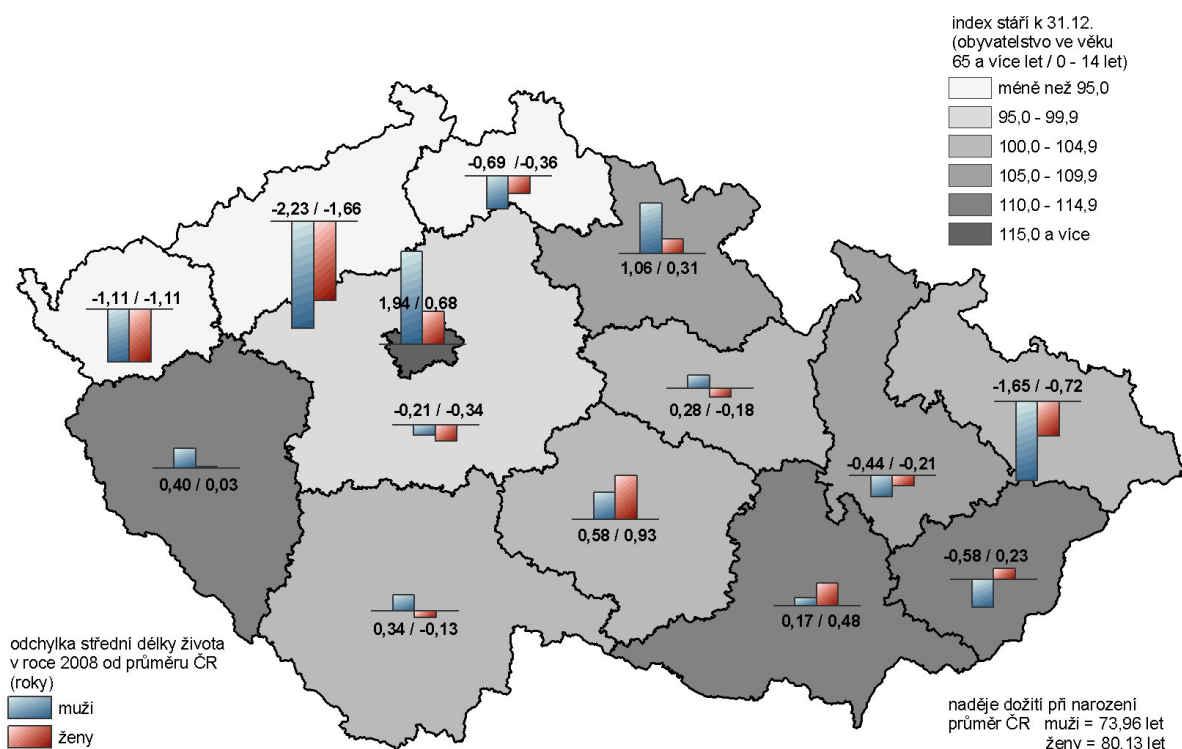 index stáří k 31.12.
(obyvatelstvo ve věku
65 a více let / 0 - 14 let)
méně než 95,0
95,0 - 99,9
100,0 - 104,9
105,0 - 109,9
110,0 - 114,9
115,0 a více
-0,69 / -0,36
-2,23 / -1,66
1,06 / 0,31
-1,11 / -1,11
1,94 / 0,68
-1,65 / -0,72
-0,21 / -0,34
0,28 / -0,18
0,40 / 0,03
-0,44 / -0,21
0,58 / 0,93
-0,58 / 0,23
0,34 / -0,13
0,17 / 0,48
odchylka střední délky života
v roce 2008 od průměru ČR
(roky)
muži
ženy
naděje dožití při narození
průměr ČR muži = 73,96 let
ženy = 80,13 let